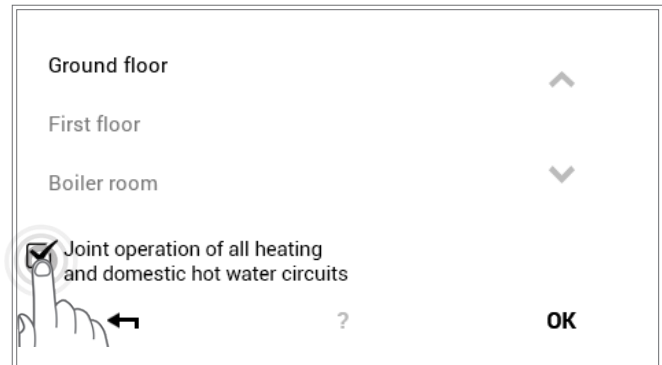 Ground floor
First floor
Boiler room
Joint operation of all heating
and domestic hot water circuits
?
OK